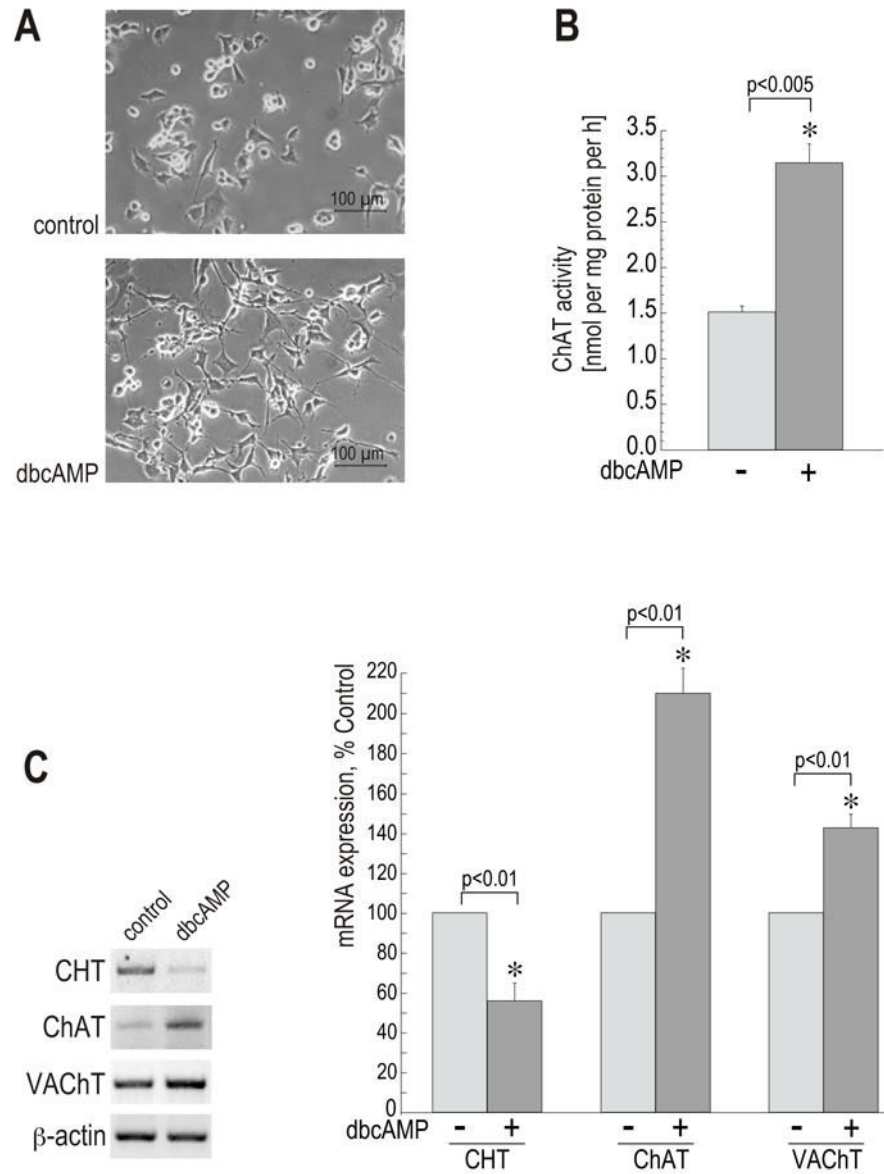 A
100 µm
control
100 µm
dbcAMP
B
p<0.005
*
3.5
3.0
2.5
2.0
1.5
1.0
0.5
0.0
ChAT activity
[nmol per mg protein per h]
dbcAMP - +
C
control dbcAMP
CHT
ChAT
VAChT
β-actin
mRNA expression, % Control
220
200
180
160
140
120
100
80
60
40
20
0
p<0.01
*
p<0.01
*
p<0.01
*
dbcAMP - + - + - +
CHT ChAT VAChT